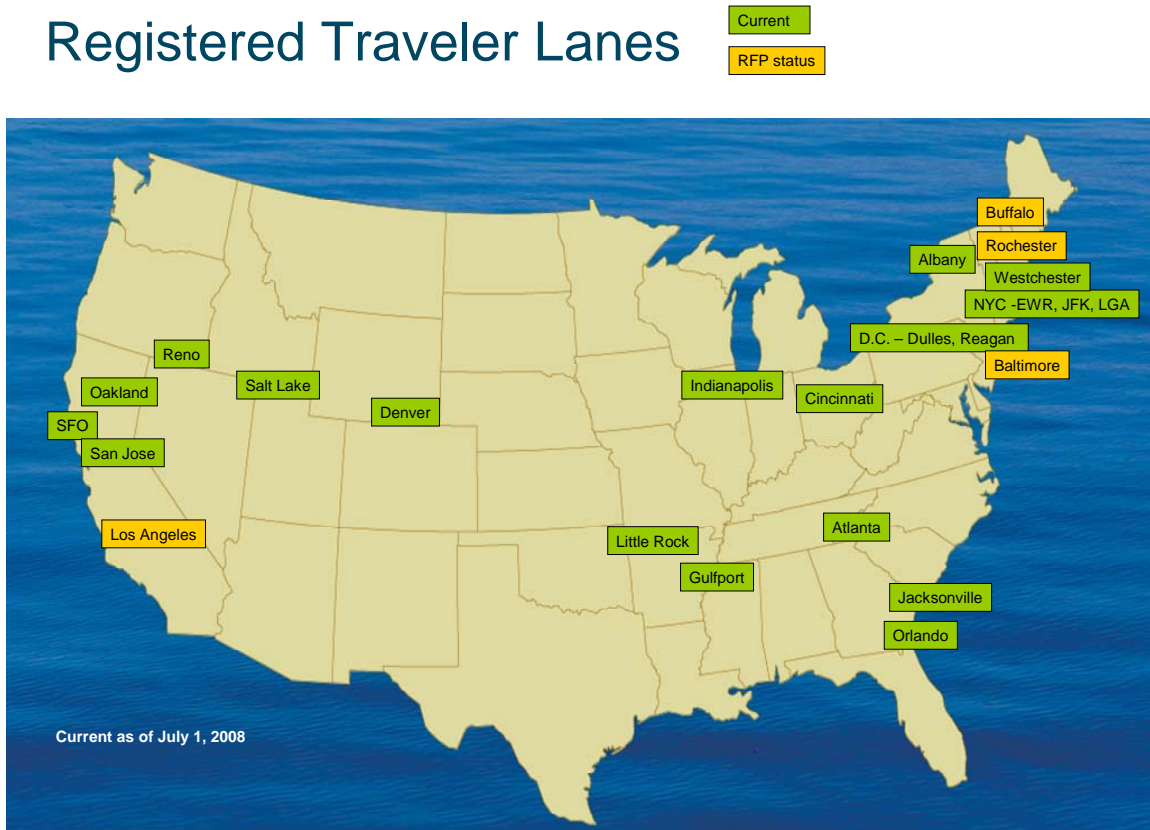 Registered Traveler Lanes
Current
RFP status
Buffalo
Rochester
Albany
Westchester
NYC -EWR, JFK, LGA
D.C. – Dulles, Reagan
Baltimore
Reno
Salt Lake
Indianapolis
Oakland
Cincinnati
Denver
SFO
San Jose
Los Angeles
Little Rock
Atlanta
Gulfport
Jacksonville
Orlando
Current as of July 1, 2008